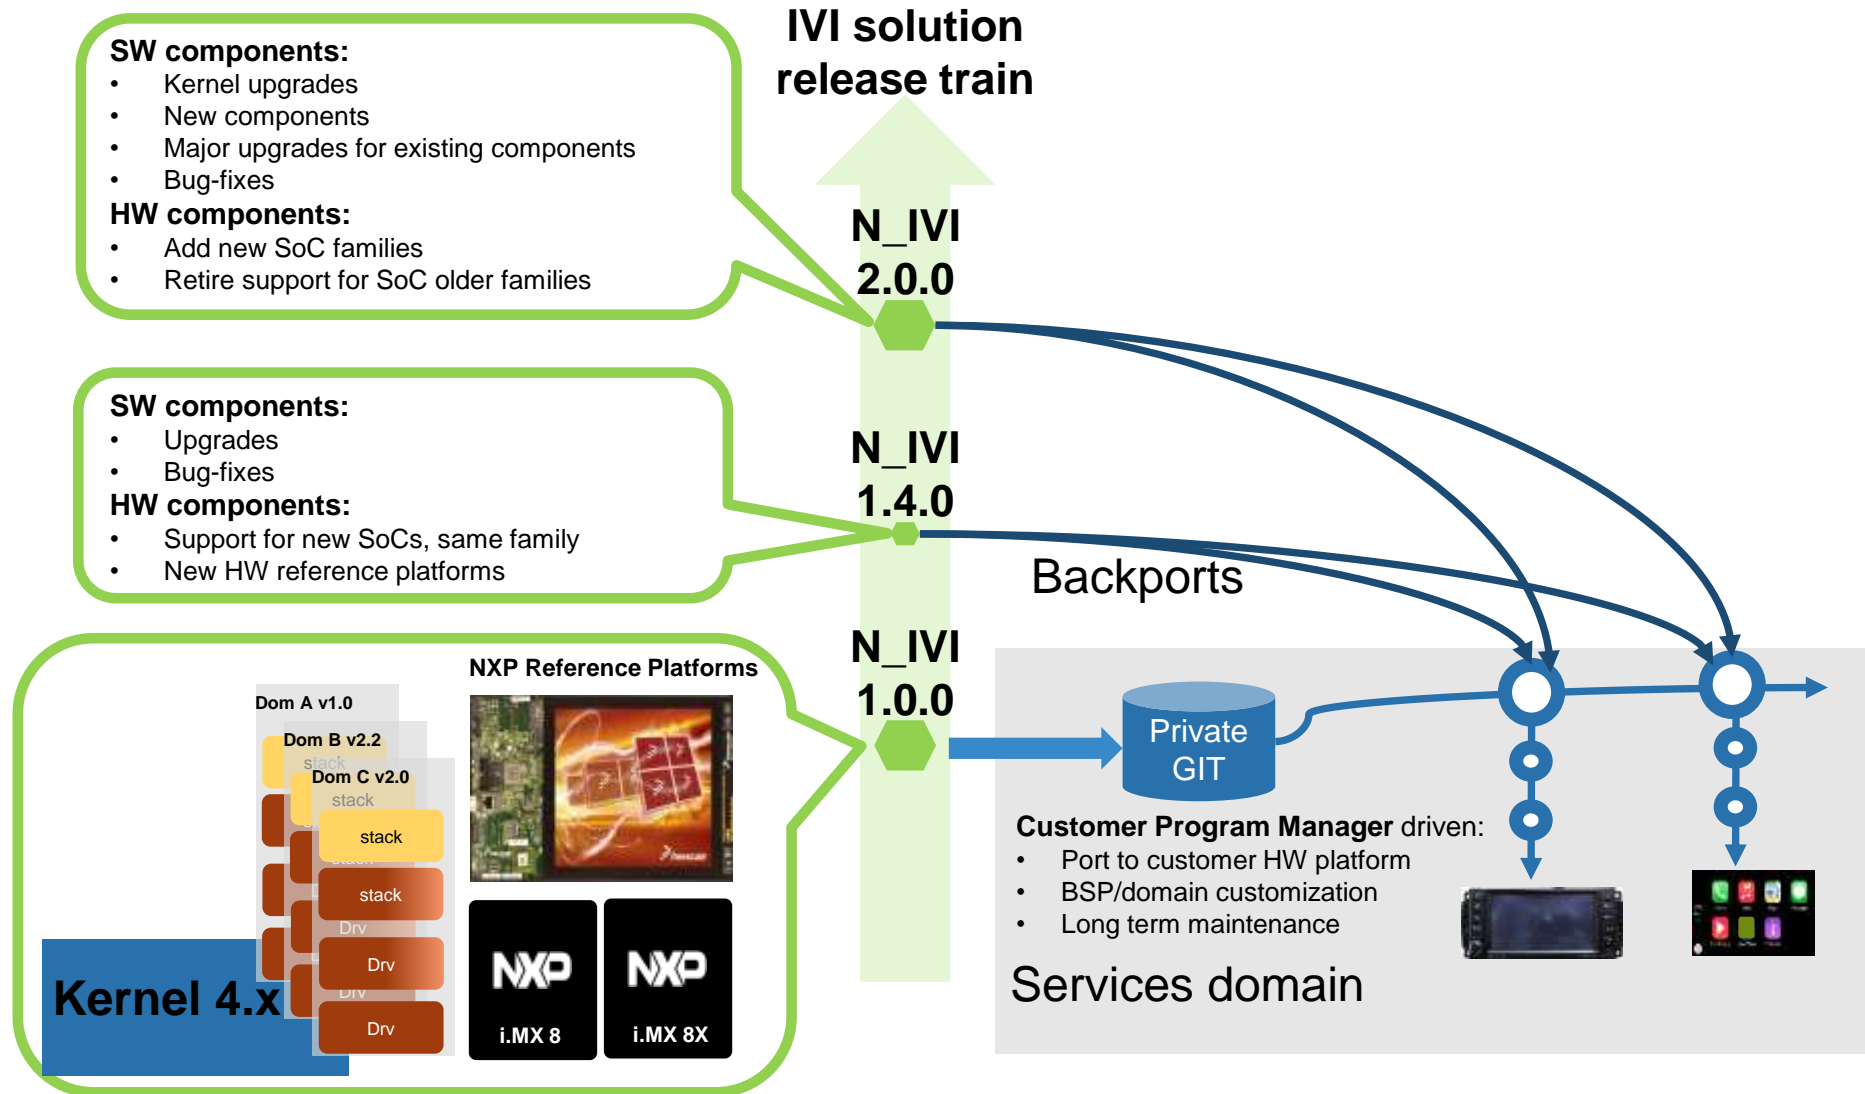 IVI solution
release train
SW components:
• Kernel upgrades
• New components
• Major upgrades for existing components
• Bug-fixes
HW components:
• Add new SoC families
• Retire support for SoC older families
N_IVI
2.0.0
SW components:
• Upgrades
• Bug-fixes
HW components:
• Support for new SoCs, same family
• New HW reference platforms
N_IVI
1.4.0
Backports
N_IVI
1.0.0
NXP Reference Platforms
Dom A v1.0
Dom B v2.2
stack
Dom C v2.0
stack
stack
stack
stack
Drv
Drv
Drv
Drv
Kernel 4.x
NXP
i.MX 8
NXP
i.MX 8X
Private
GIT
Customer Program Manager driven:
• Port to customer HW platform
• BSP/domain customization
• Long term maintenance
Services domain